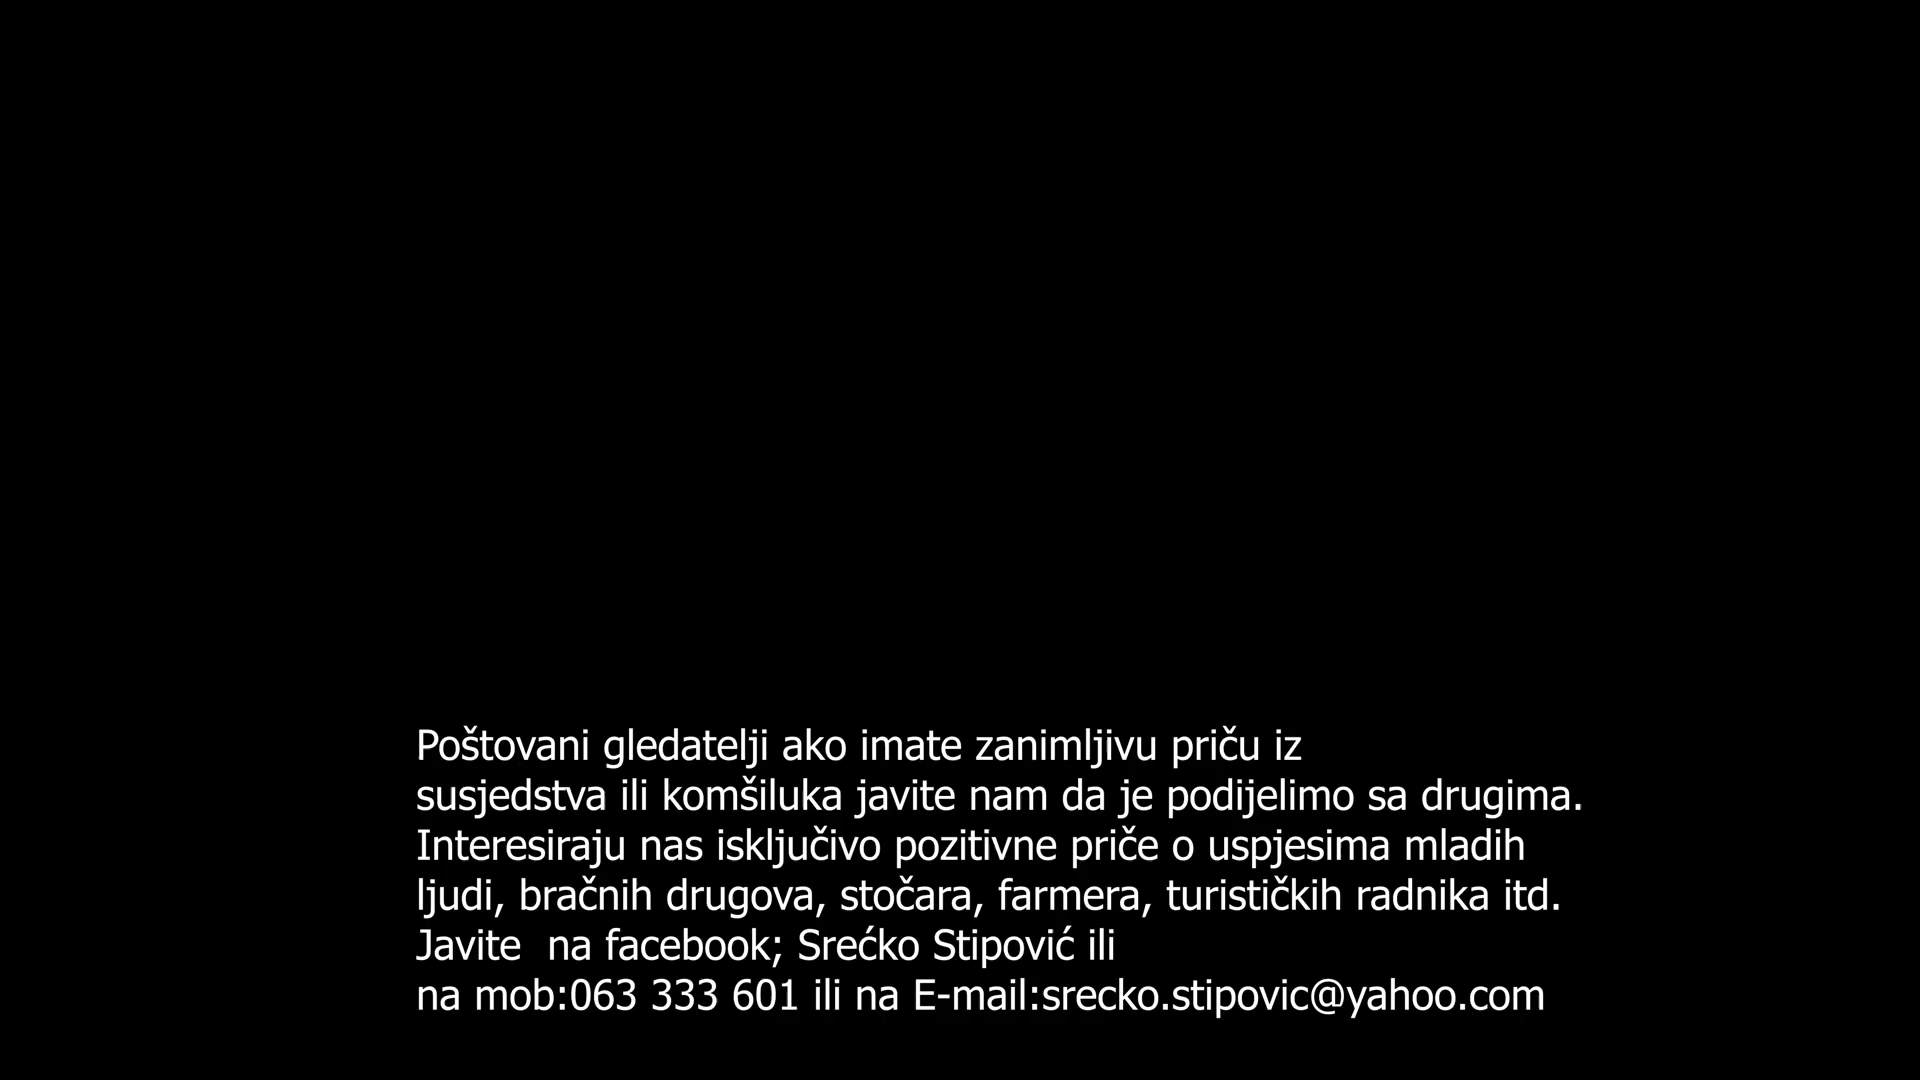 Poštovani gledatelji ako imate zanimljivu priču iz
susjedstva ili komšiluka javite nam da je podijelimo sa drugima.
Interesiraju nas isključivo pozitivne priče o uspjesima mladih
ljudi, bračnih drugova, stočara, farmera, turističkih radnika itd.
Javite  na facebook; Srećko Stipović ili
na mob:063 333 601 ili na E-mail:srecko.stipovic@yahoo.com